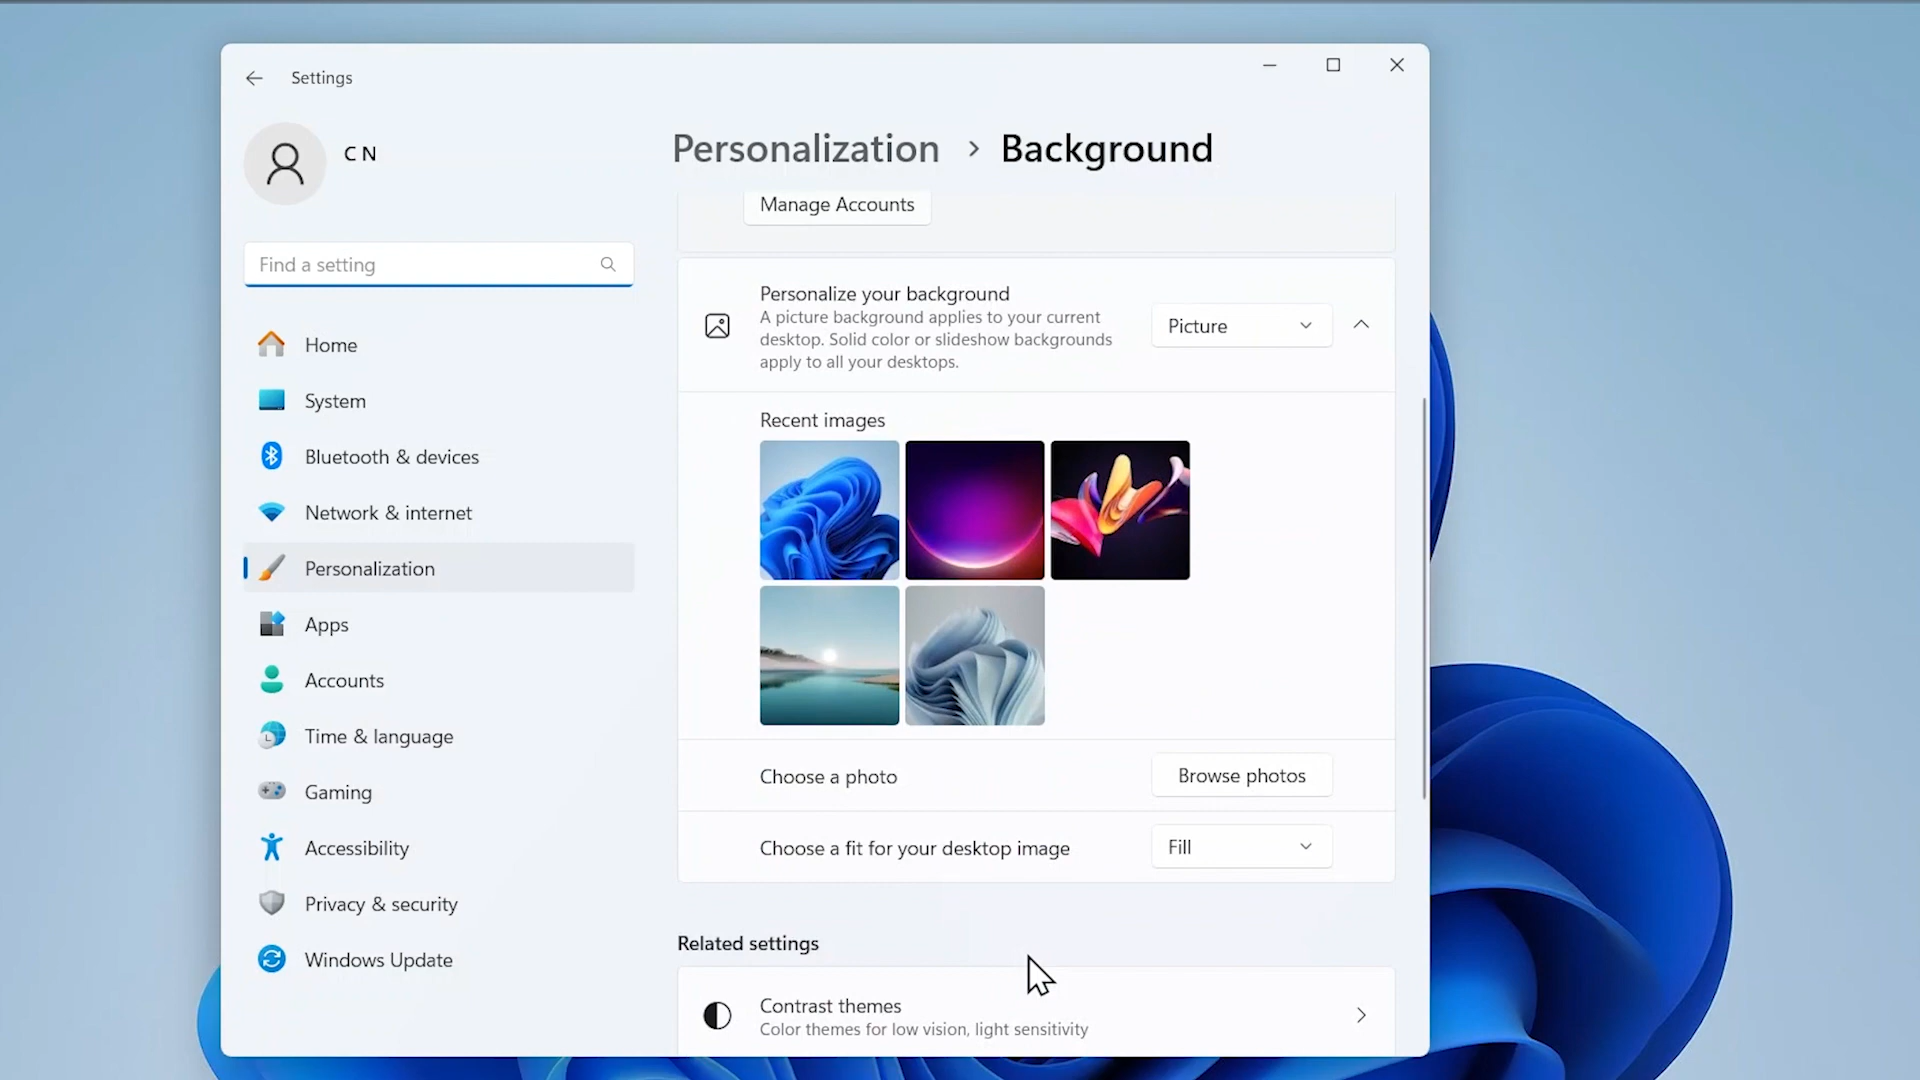 Settings
C N
Find a setting
Home
System
Bluetooth & devices
Network & internet
Personalization
Apps
Accounts
Time & language
Gaming
Accessibility
Privacy & security
Windows Update
Personalization > Background
Manage Accounts
Personalize your background
A picture background applies to your current
desktop. Solid color or slideshow backgrounds
apply to all your desktops.
Picture
Recent images
Choose a photo
Browse photos
Choose a fit for your desktop image
Fill
Related settings
Contrast themes
Color themes for low vision, light sensitivity